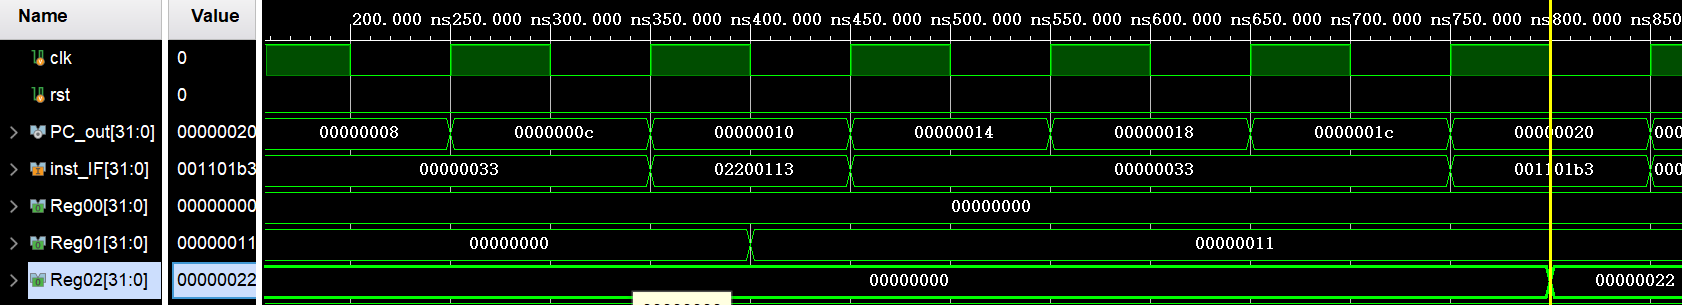 Name Value 200.000 ns 250.000 ns 300.000 ns 350.000 ns 400.000 ns 450.000 ns 500.000 ns 550.000 ns 600.000 ns 650.000 ns 700.000 ns 750.000 ns 800.000 ns 850
clk 0
rst 0
PC_out[31:0] 00000020 00000008 0000000c 00000010 00000014 00000018 0000001c 00000020 000
inst_IF[31:0] 001101b3 00000033 02200113 00000033 001101b3 000
Reg00[31:0] 00000000 00000000
Reg01[31:0] 00000011 00000000 00000011
Reg02[31:0] 00000022 00000000 00000022